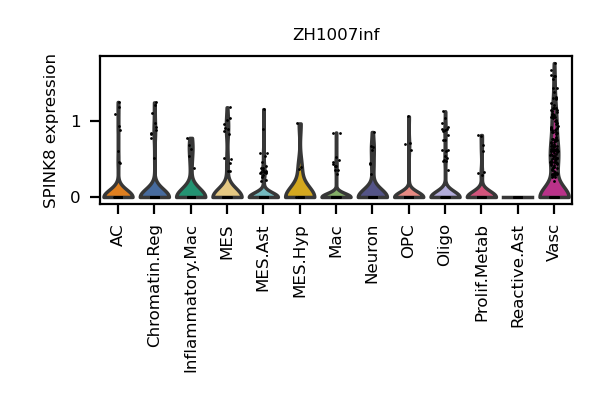 ZH1007inf
SPINK8 expression
1
0
AC
Chromatin.Reg
Inflammatory.Mac
MES
MES.Ast
MES.Hyp
Mac
Neuron
OPC
Oligo
Prolif.Metab
Reactive.Ast
Vasc